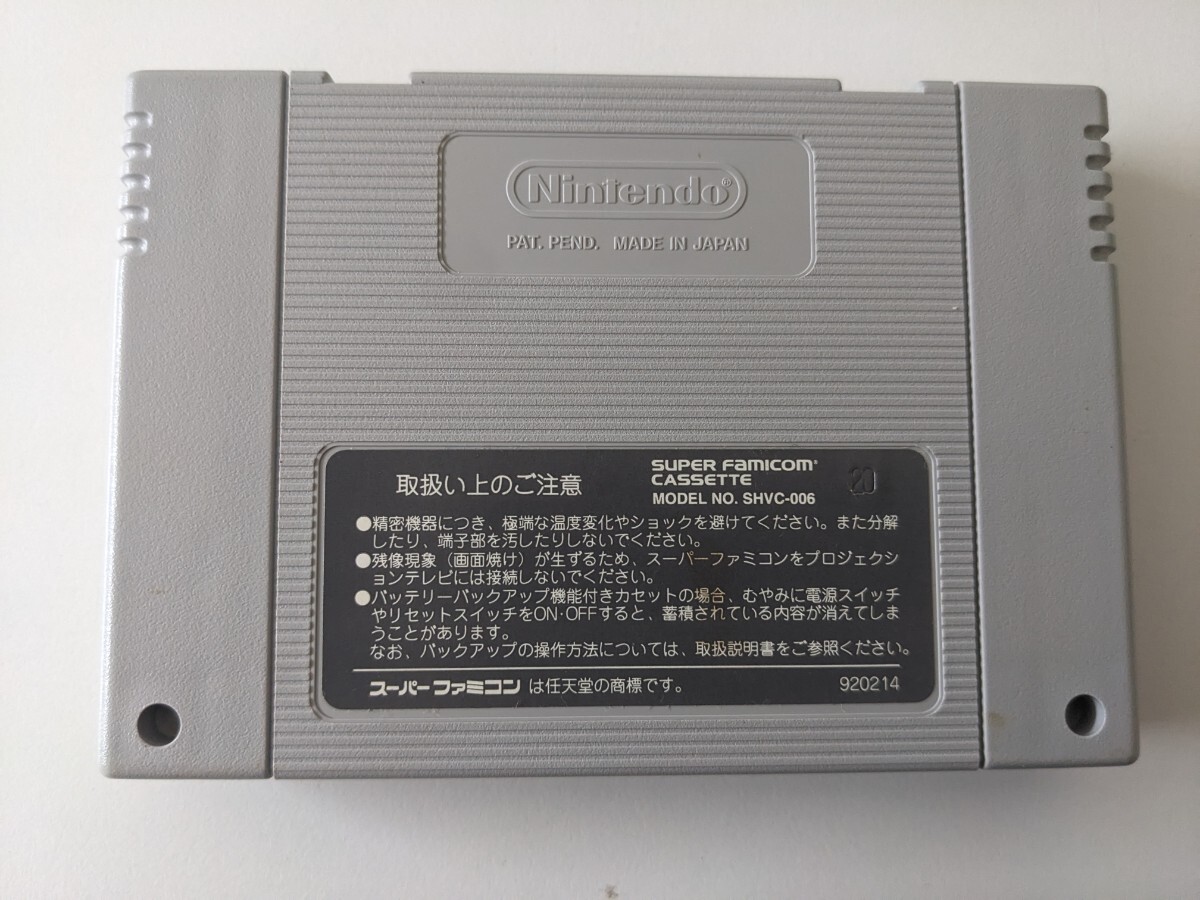 Nintendo®
PAT. PEND. MADE IN JAPAN
取扱い上のご注意
SUPER FAMICOM®
CASSETTE
MODEL NO. SHVC-006
20
●精密機器につき、極端な温度変化やショックを避けてください。また分解
したり、端子部を汚したりしないでください。
●残像現象（画面焼け）が生ずるため、スーパーファミコンをプロジェクシ
ョンテレビには接続しないでください。
●バッテリーバックアップ機能付きカセットの場合、むやみに電源スイッチ
やリセットスイッチをON・OFFすると、蓄積されている内容が消えてしま
うことがあります。
なお、バックアップの操作方法については、取扱説明書をご参照ください。
スーパーファミコン は任天堂の商標です。
920214